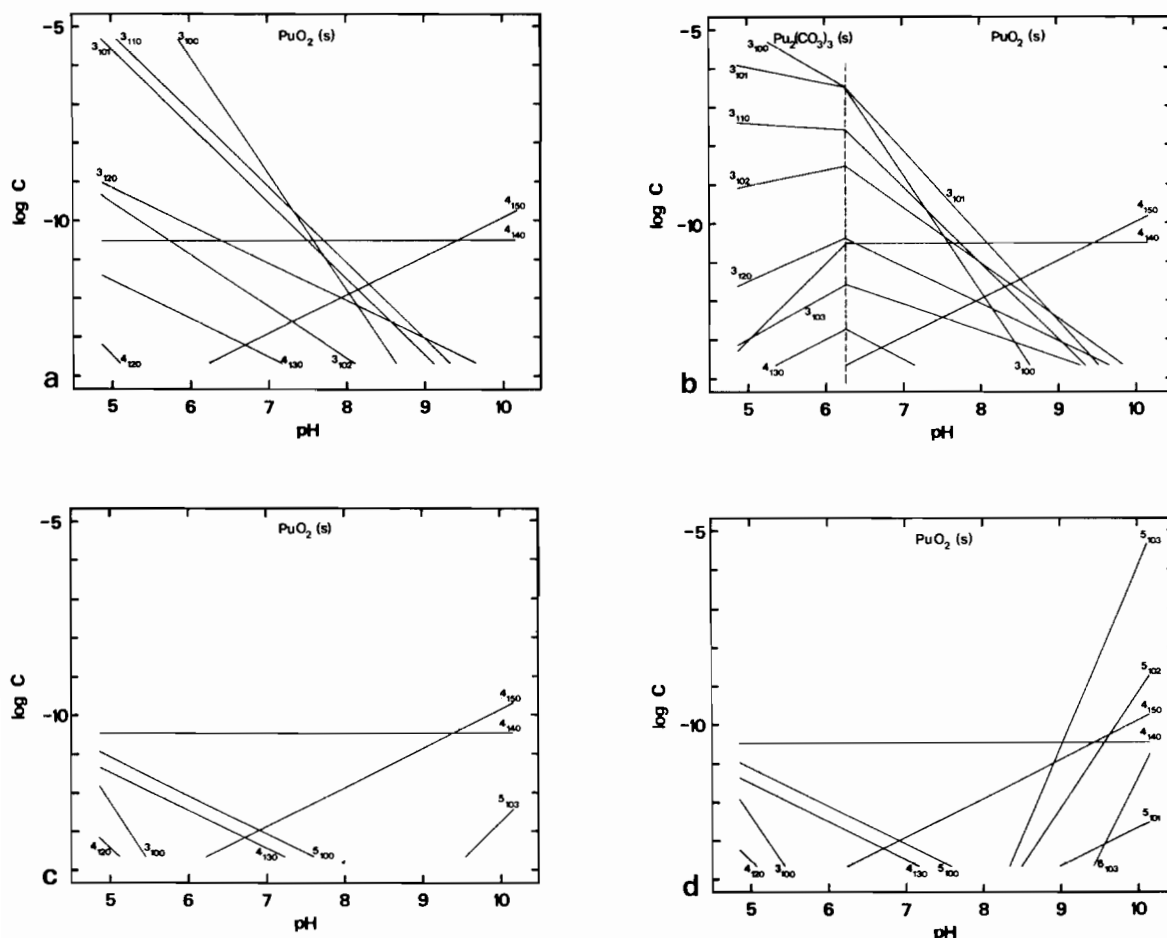 -5
-10
log C
PuO₂ (s)
3₁₀₁
3₁₁₀
3₁₀₀
3₁₂₀
4₁₅₀
4₁₄₀
4₁₂₀
4₁₃₀
3₁₀₂
a
5 6 7 8 9 10
pH
-5
-10
log C
Pu₂(CO₃)₃ (s)
PuO₂ (s)
3₁₀₀
3₁₀₁
3₁₁₀
3₁₀₂
3₁₀₁
4₁₅₀
4₁₄₀
3₁₂₀
3₁₀₃
4₁₃₀
3₁₀₀
b
5 6 7 8 9 10
pH
-5
-10
log C
PuO₂ (s)
4₁₅₀
4₁₄₀
5₁₀₃
4₁₂₀
3₁₀₀
4₁₃₀
5₁₀₀
c
5 6 7 8 9 10
pH
-5
-10
log C
PuO₂ (s)
5₁₀₃
5₁₀₂
4₁₅₀
4₁₄₀
5₁₀₁
4₁₂₀
3₁₀₀
4₁₃₀
5₁₀₀
d
5 6 7 8 9 10
pH